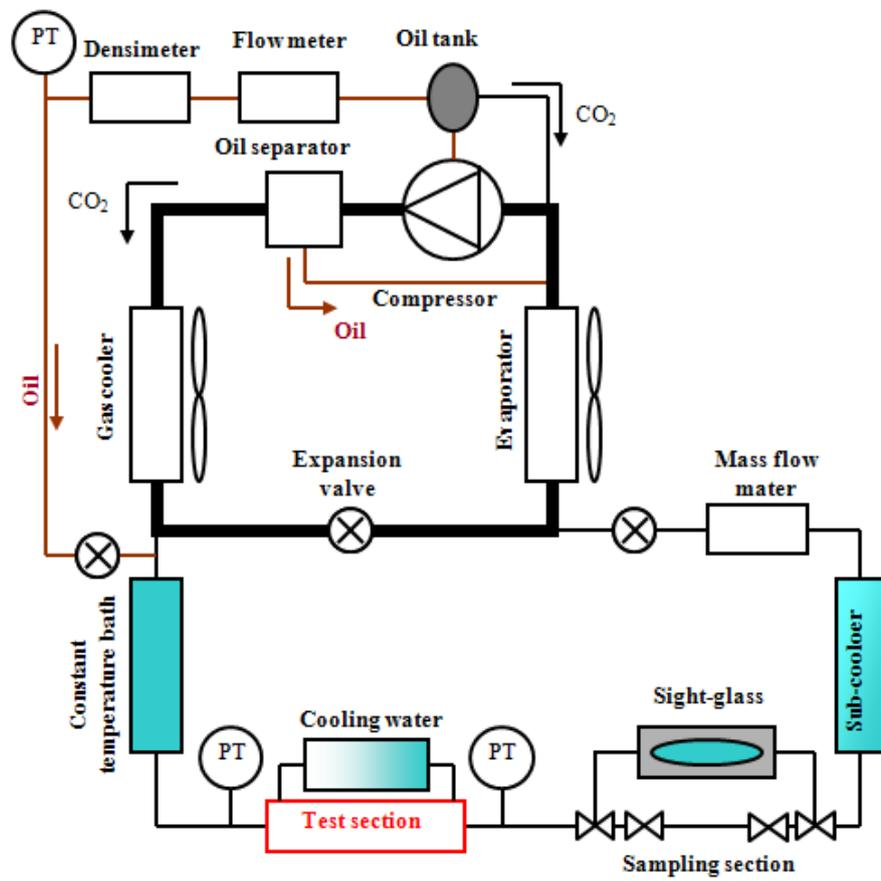 PT
Densimeter
Flow meter
Oil tank
CO2
Oil separator
CO2
Compressor
Oil
Oil
Gas cooler
Evaporator
Expansion
valve
Mass flow
mater
Constant
temperature bath
Sub-cooloer
Sight-glass
Cooling water
PT
PT
Test section
Sampling section